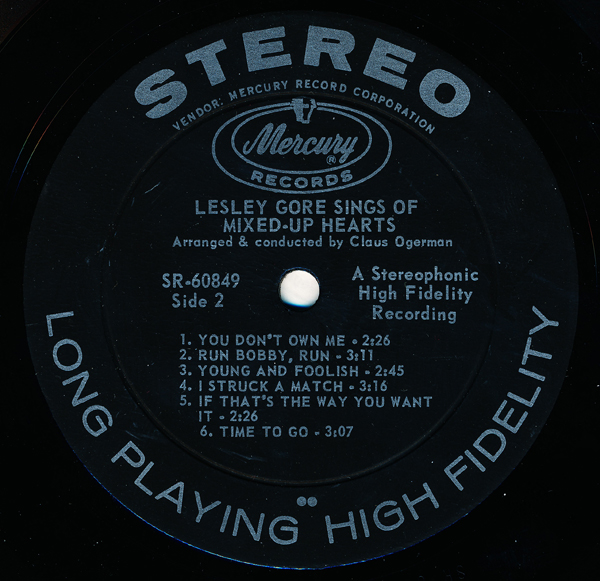 STEREO
VENDOR: MERCURY RECORD CORPORATION
Mercury
®
RECORDS
LESLEY GORE SINGS OF
MIXED-UP HEARTS
Arranged & conducted by Claus Ogerman
SR-60849
Side 2
A Stereophonic
High Fidelity
Recording
1. YOU DON'T OWN ME - 2:26
2. RUN BOBBY, RUN - 3:11
3. YOUNG AND FOOLISH - 2:45
4. I STRUCK A MATCH - 3:16
5. IF THAT'S THE WAY YOU WANT
IT - 2:26
6. TIME TO GO - 3:07
LONG PLAYING HIGH FIDELITY